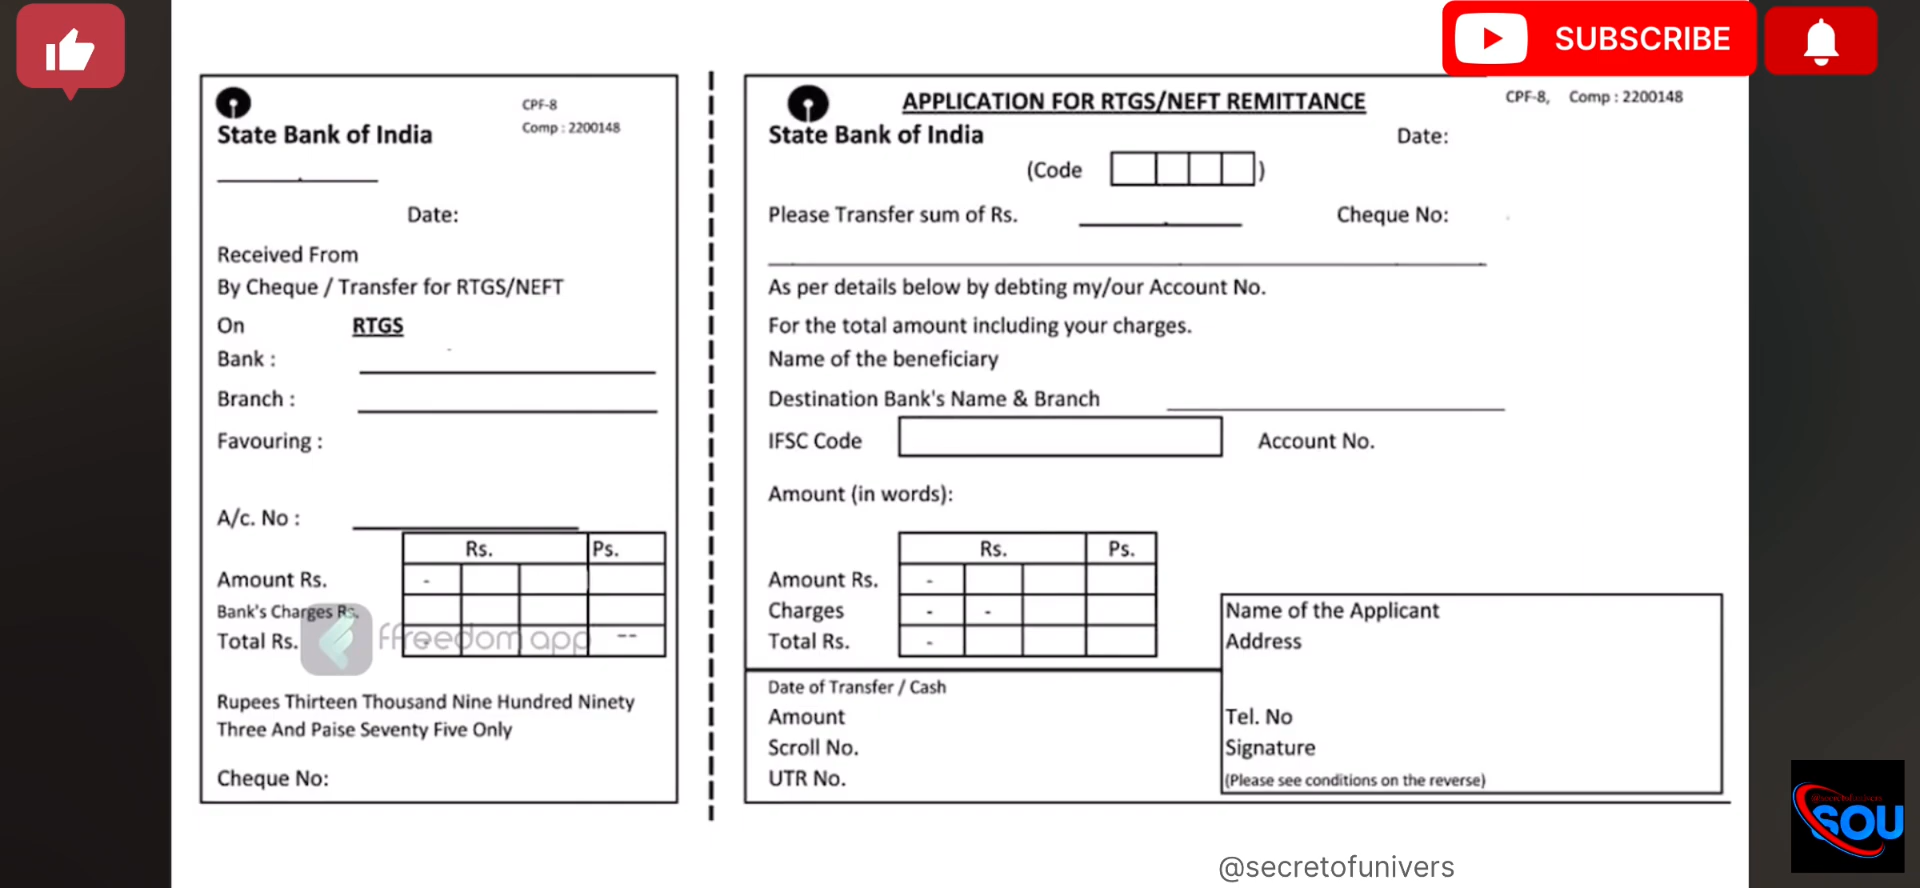 SUBSCRIBE
CPF-8
Comp : 2200148
State Bank of India
Date:
Received From
By Cheque / Transfer for RTGS/NEFT
On RTGS
Bank :
Branch :
Favouring :
A/c. No :
Rs. Ps.
Amount Rs. -
Bank's Charges Rs.
Total Rs. - --
ffreedom app
Rupees Thirteen Thousand Nine Hundred Ninety
Three And Paise Seventy Five Only
Cheque No:
APPLICATION FOR RTGS/NEFT REMITTANCE
CPF-8, Comp : 2200148
State Bank of India
Date:
(Code )
Please Transfer sum of Rs. Cheque No:
As per details below by debting my/our Account No.
For the total amount including your charges.
Name of the beneficiary
Destination Bank's Name & Branch
IFSC Code Account No.
Amount (in words):
Rs. Ps.
Amount Rs. -
Charges - -
Total Rs. -
Name of the Applicant
Address
Tel. No
Signature
(Please see conditions on the reverse)
Date of Transfer / Cash
Amount
Scroll No.
UTR No.
@secretofunivers
SOU